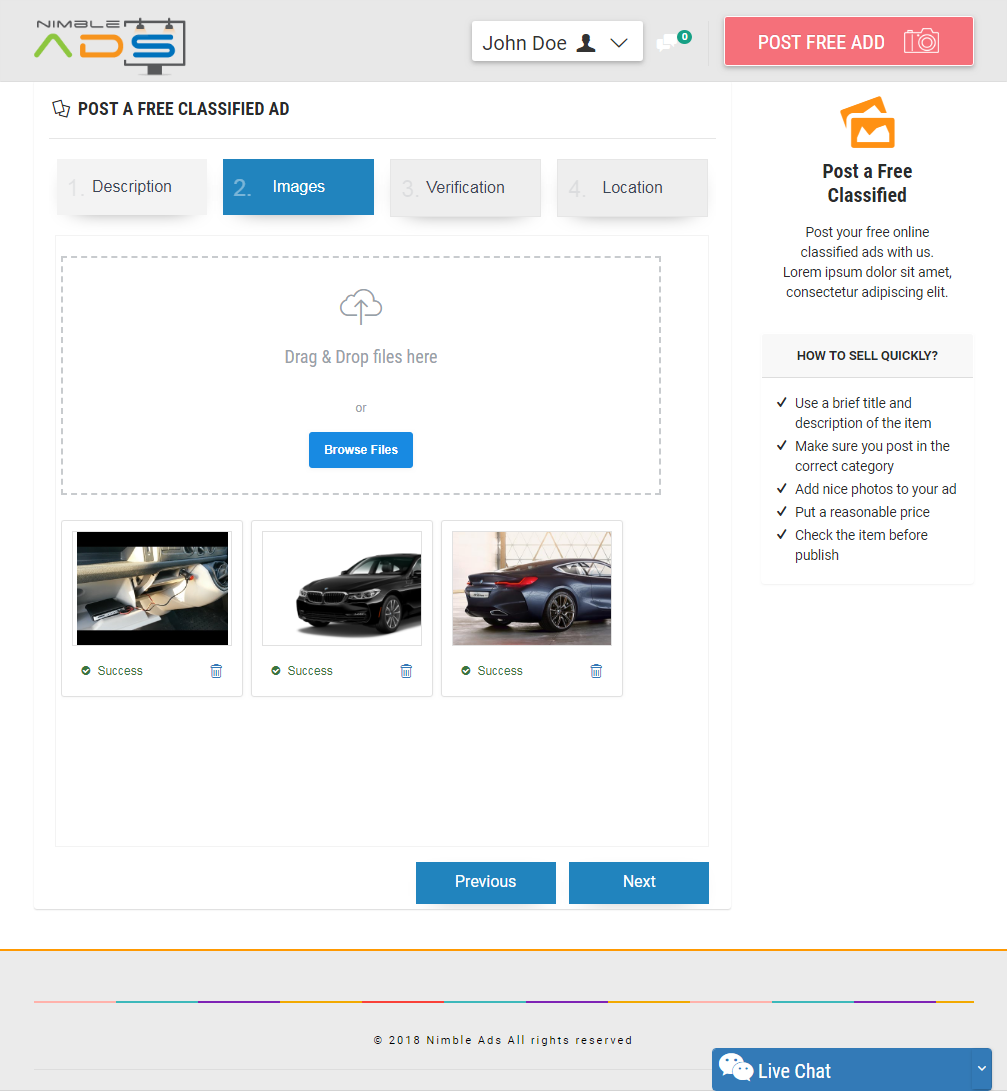 NIMBLE
ADS
John Doe
0
POST FREE ADD
POST A FREE CLASSIFIED AD
1. Description
2. Images
3. Verification
4. Location
Drag & Drop files here
or
Browse Files
Success
Success
Success
Previous
Next
Post a Free
Classified
Post your free online
classified ads with us.
Lorem ipsum dolor sit amet,
consectetur adipiscing elit.
HOW TO SELL QUICKLY?
Use a brief title and
description of the item
Make sure you post in the
correct category
Add nice photos to your ad
Put a reasonable price
Check the item before
publish
© 2018 Nimble Ads All rights reserved
Live Chat